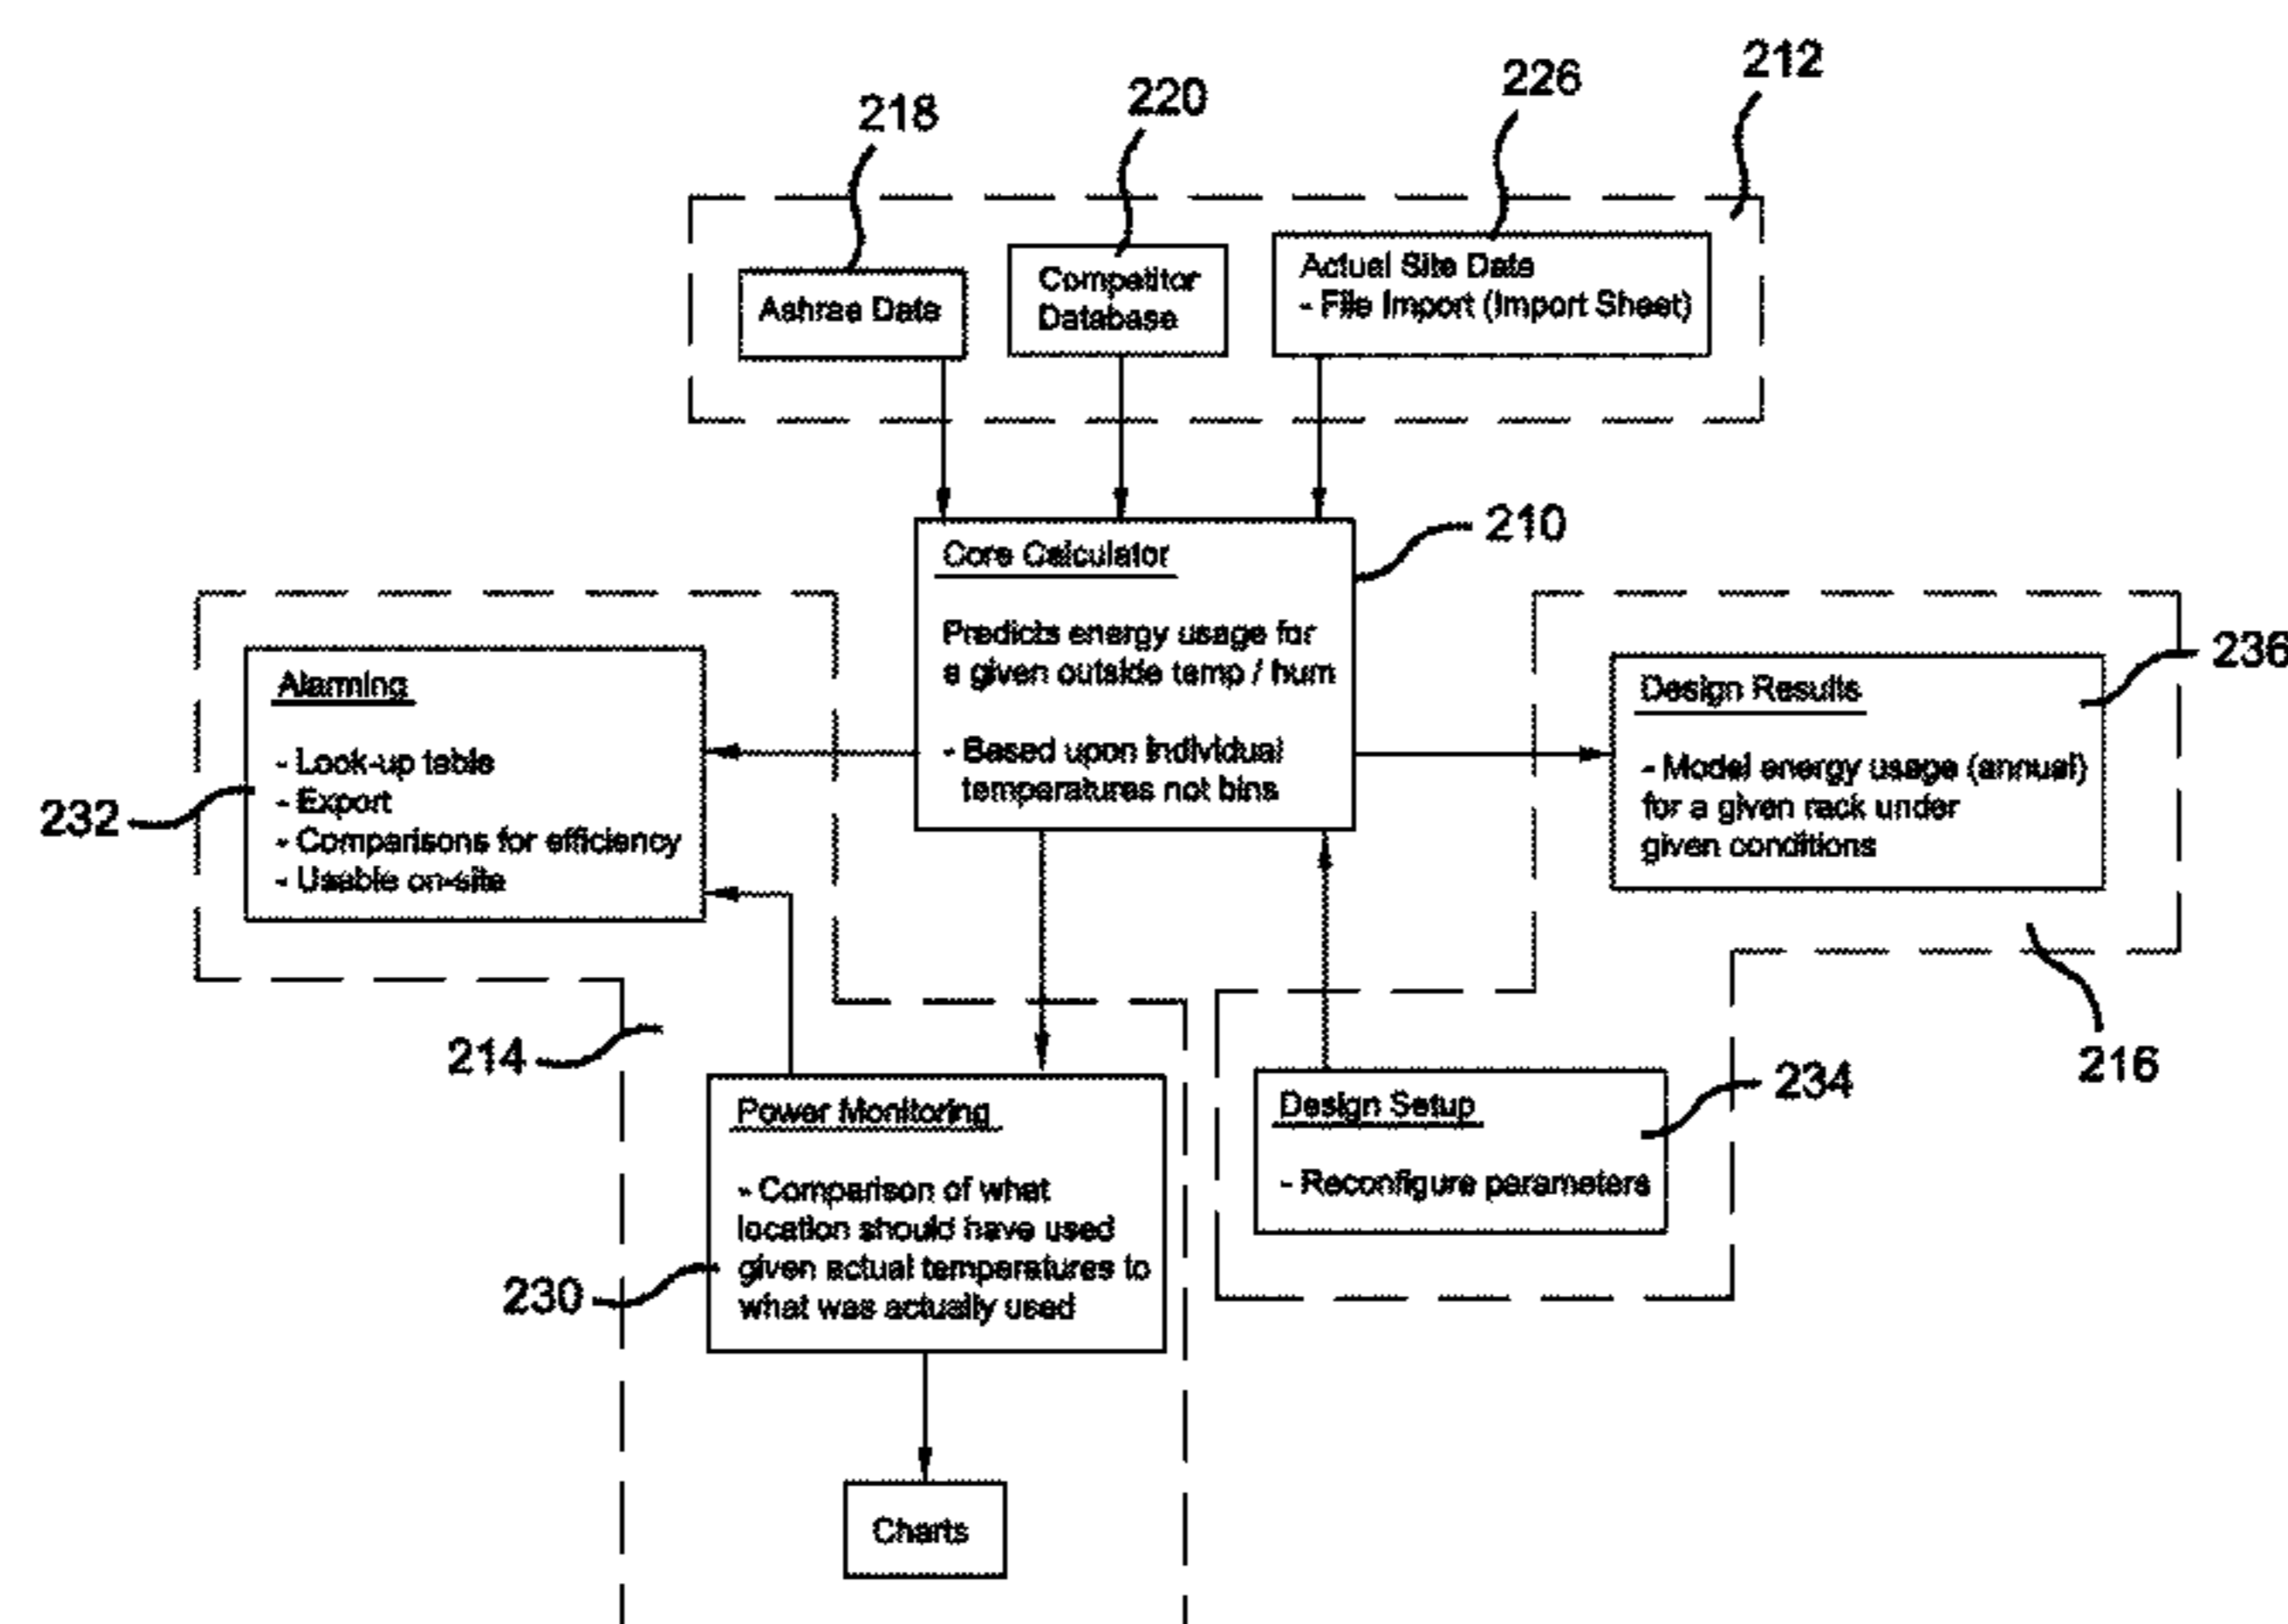 212
226
220
218
Ashrae Data
Competitor
Database
Actual Site Data
- File Import (Import Sheet)
210
Core Calculator
Predicts energy usage for
a given outside temp / hum
- Based upon individual
temperatures not bins
Alarming
- Look-up table
- Export
- Comparisons for efficiency
- Usable on-site
232
236
Design Results
- Model energy usage (annual)
for a given rack under
given conditions
214
216
234
Design Setup
- Reconfigure parameters
Power Monitoring
- Comparison of what
location should have used
given actual temperatures to
what was actually used
230
Charts